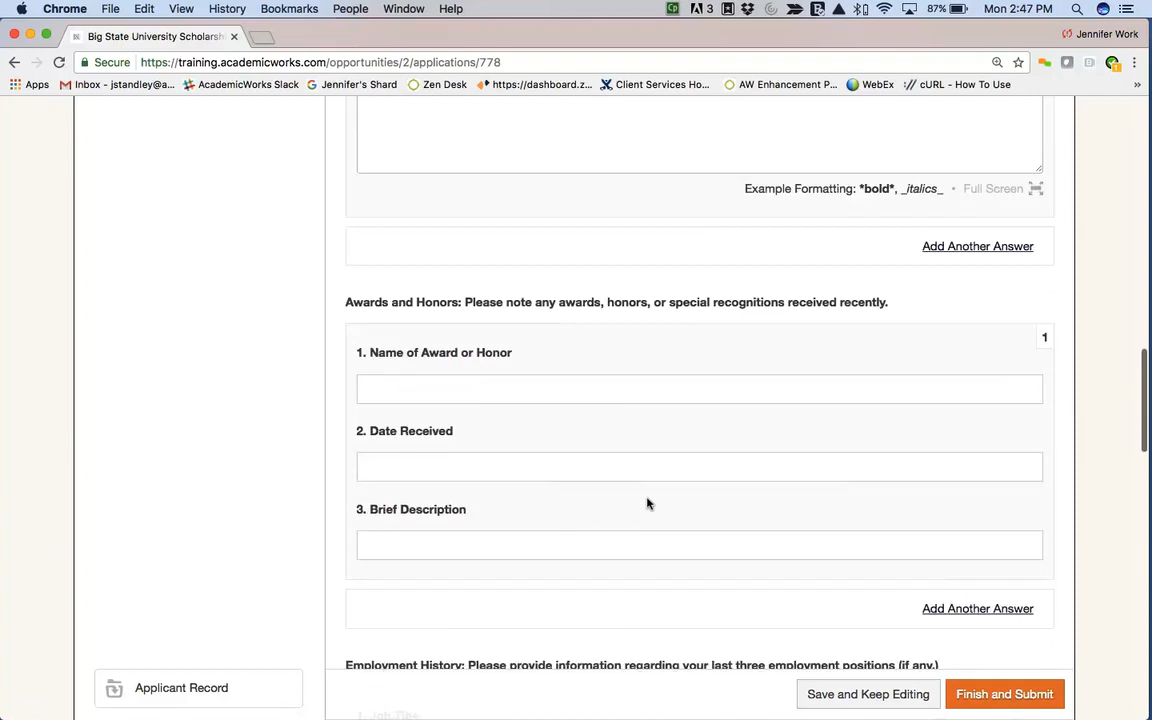 Chrome File Edit View History Bookmarks People Window Help 3 87% Mon 2:47 PM
Big State University Scholarsh
Jennifer Work
Secure https://training.academicworks.com/opportunities/2/applications/778
Apps Inbox - jstandley@a... AcademicWorks Slack Jennifer's Shard Zen Desk https://dashboard.z... Client Services Ho... AW Enhancement P... WebEx cURL - How To Use »
Example Formatting: *bold*, _italics_ • Full Screen
Add Another Answer
Awards and Honors: Please note any awards, honors, or special recognitions received recently.
1
1. Name of Award or Honor
2. Date Received
3. Brief Description
Add Another Answer
Employment History: Please provide information regarding your last three employment positions (if any.)
Applicant Record
Save and Keep Editing
Finish and Submit
1. Job Title